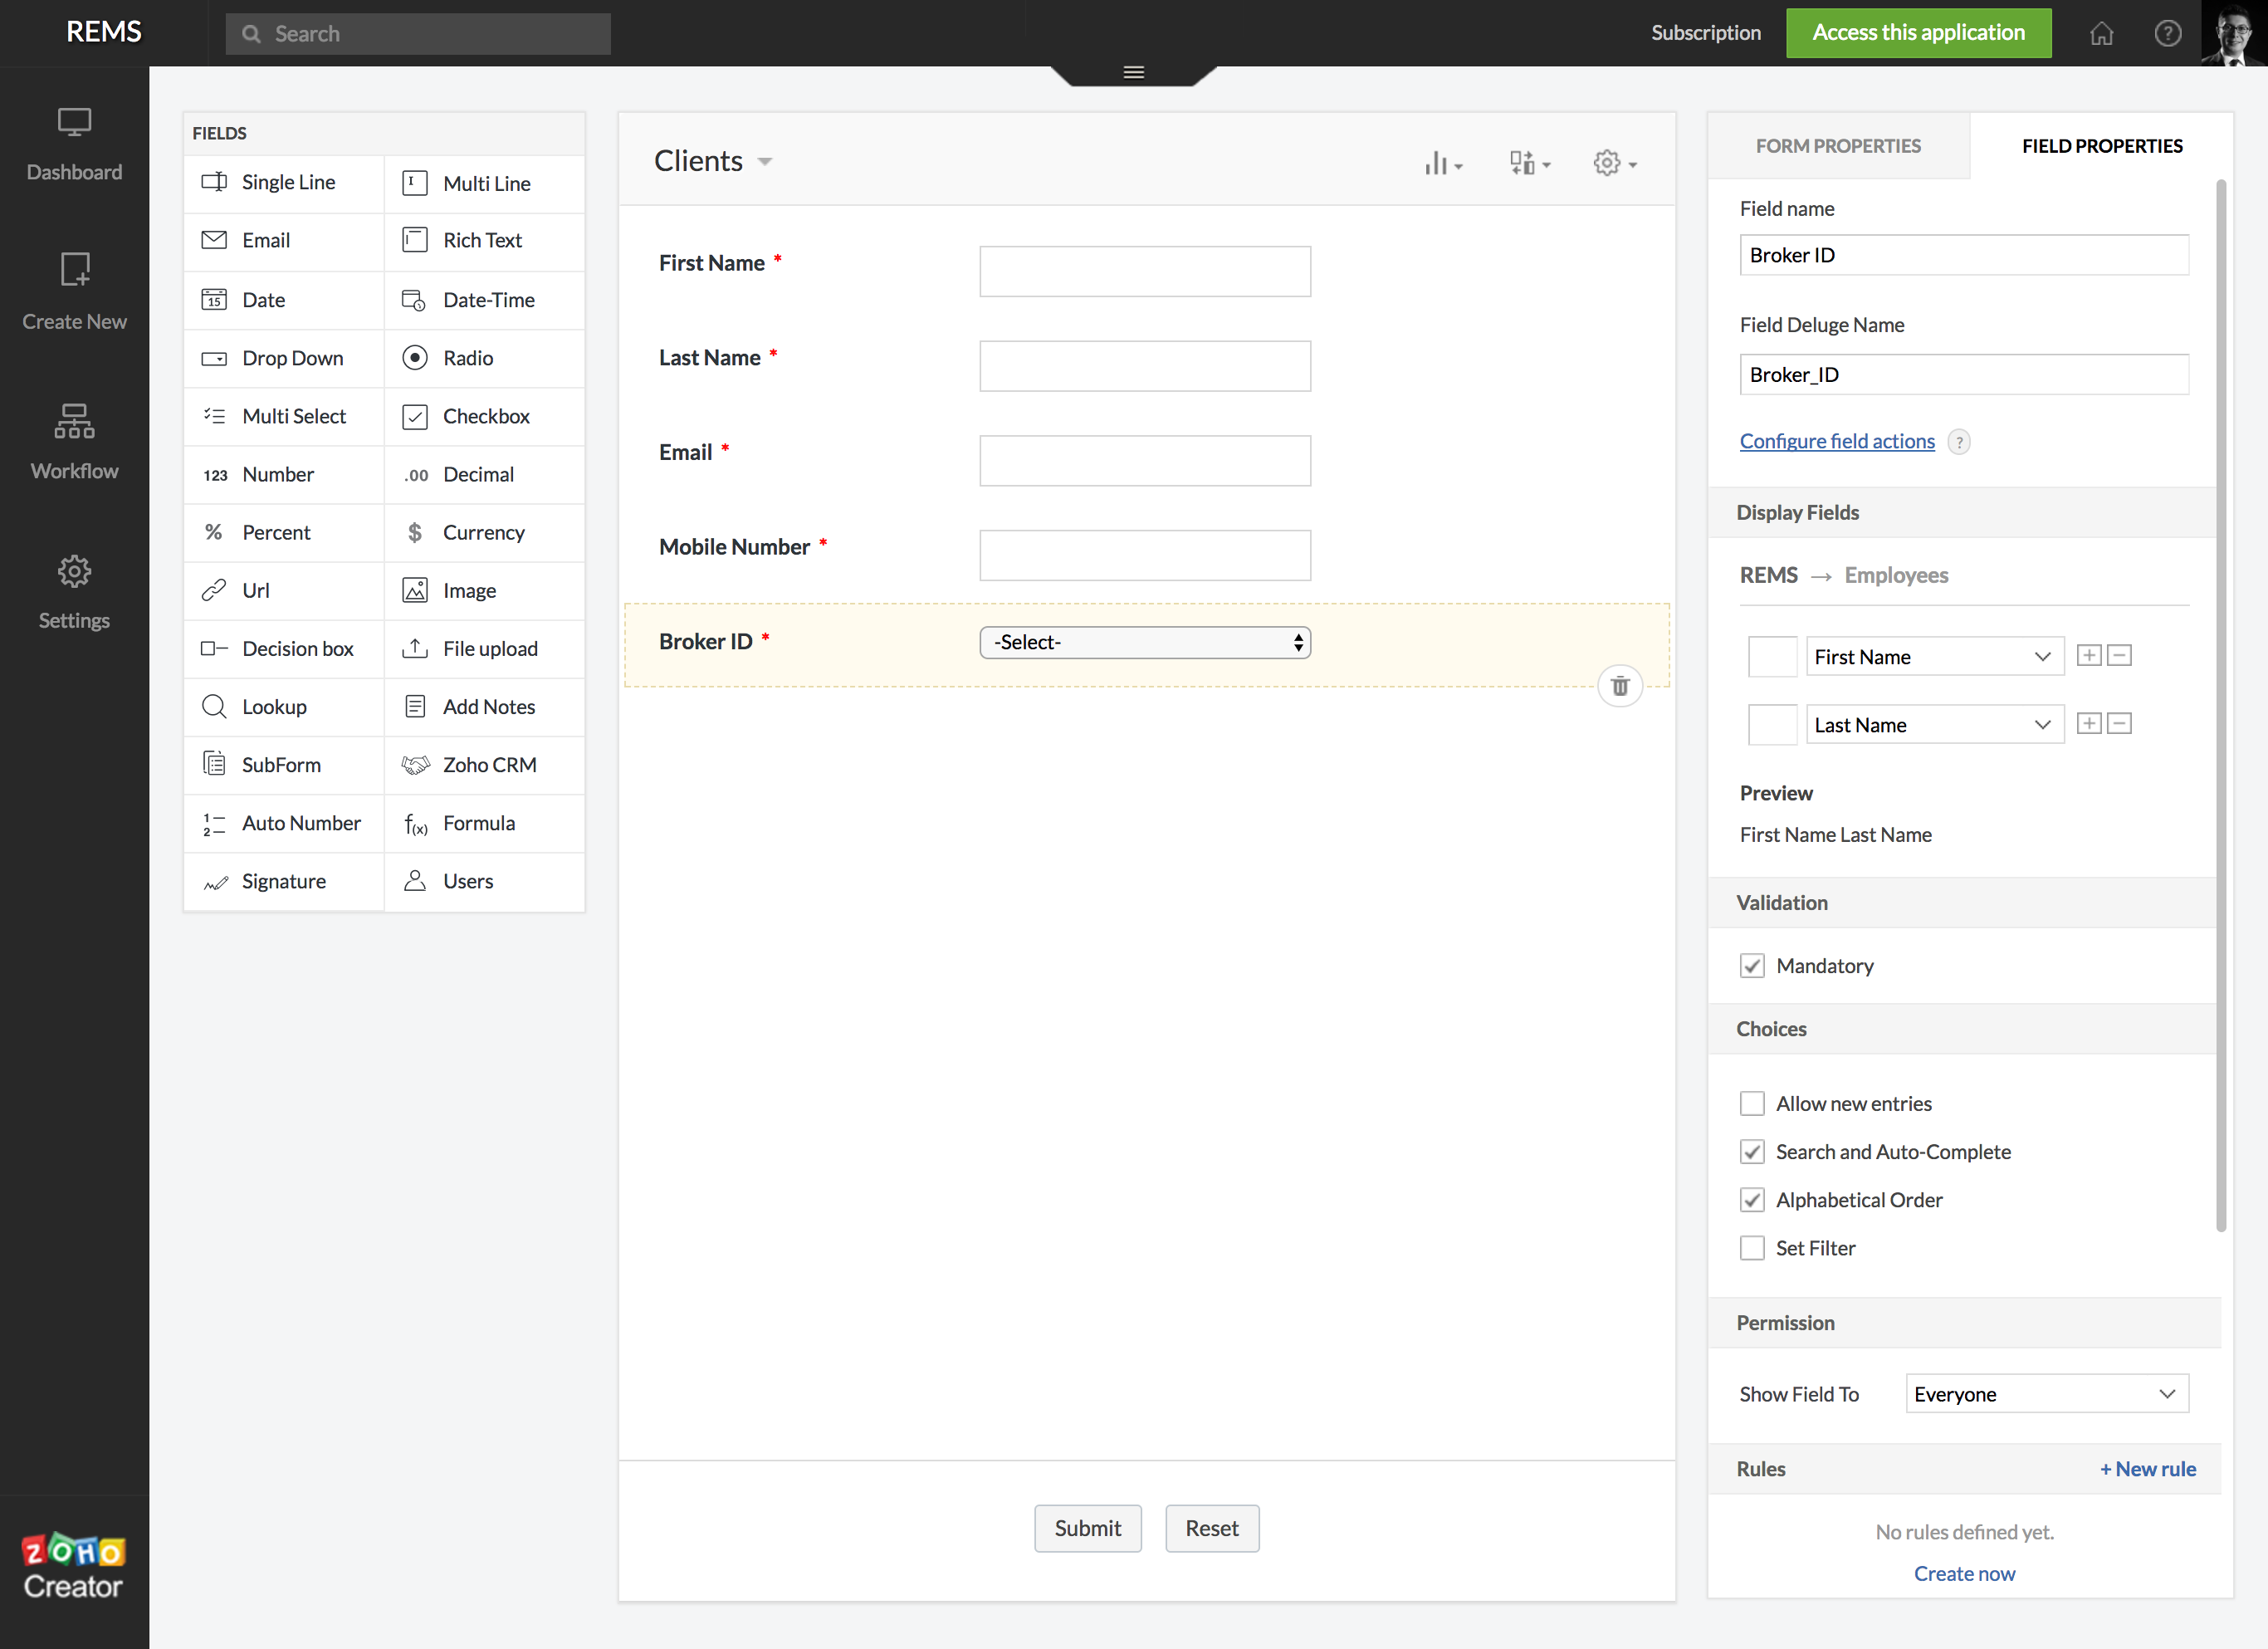 REMS
Search
Subscription
Access this application
?
Dashboard
Create New
Workflow
Settings
ZOHO
Creator
FIELDS
Single Line
Multi Line
Email
Rich Text
15
Date
Date-Time
Drop Down
Radio
Multi Select
Checkbox
123 Number
.00 Decimal
% Percent
$ Currency
Url
Image
Decision box
File upload
Lookup
Add Notes
SubForm
Zoho CRM
1
2
Auto Number
f(x) Formula
Signature
Users
Clients
First Name *
Last Name *
Email *
Mobile Number *
Broker ID *
-Select-
Submit
Reset
FORM PROPERTIES
FIELD PROPERTIES
Field name
Broker ID
Field Deluge Name
Broker_ID
Configure field actions ?
Display Fields
REMS → Employees
First Name
Last Name
Preview
First Name Last Name
Validation
Mandatory
Choices
Allow new entries
Search and Auto-Complete
Alphabetical Order
Set Filter
Permission
Show Field To
Everyone
Rules
+ New rule
No rules defined yet.
Create now